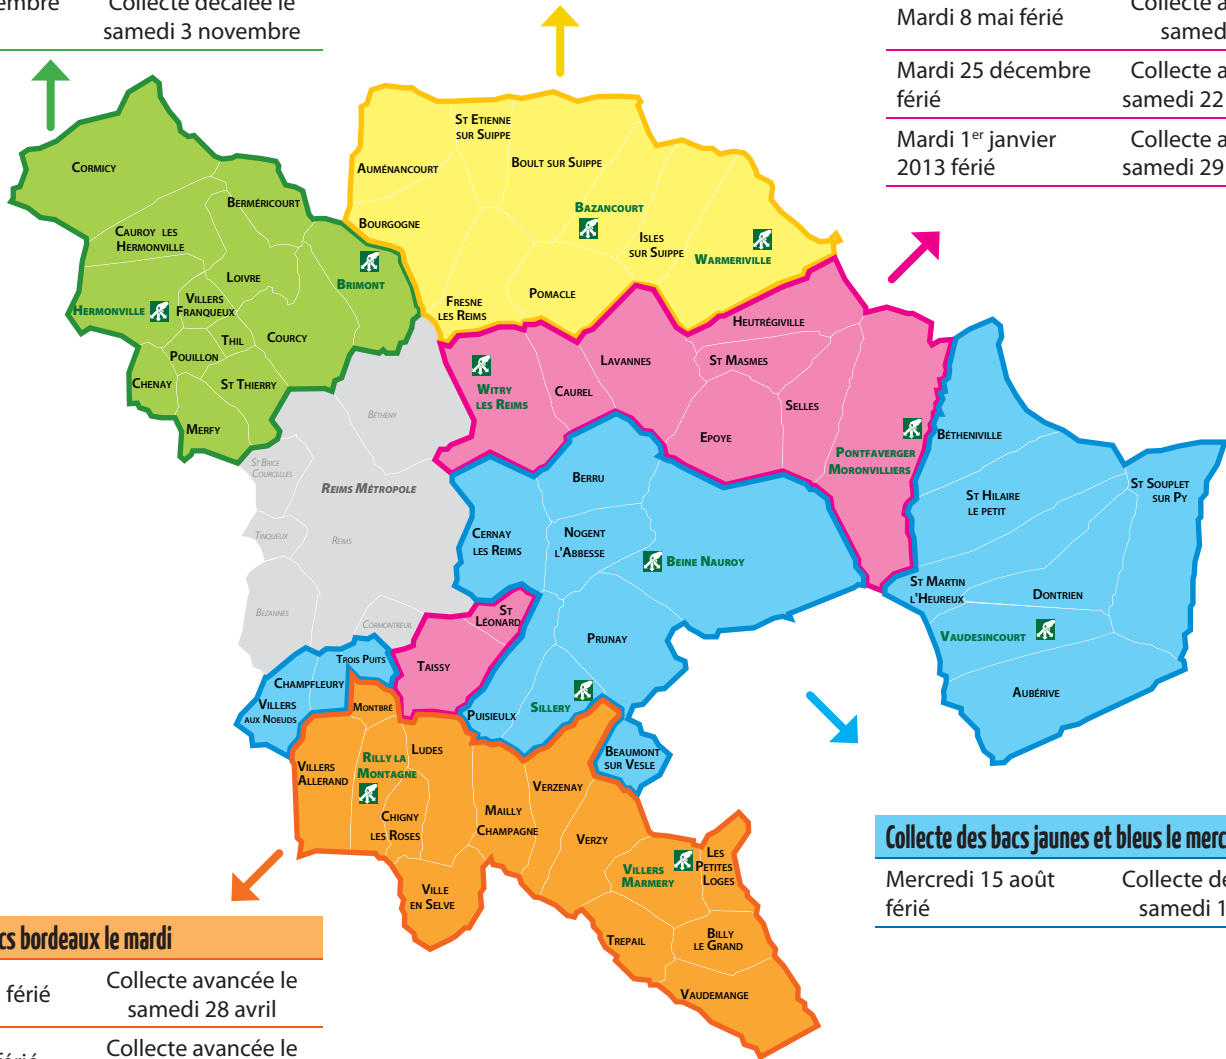 embre
Collecte décalée le
samedi 3 novembre
Mardi 8 mai férié
Collecte a
samed
Mardi 25 décembre
férié
Collecte a
samedi 22
Mardi 1er janvier
2013 férié
Collecte a
samedi 29
CORMICY
BERMÉRICOURT
CAUROY LES
HERMONVILLE
LOIVRE
BRIMONT
HERMONVILLE
VILLERS
FRANQUEUX
THIL
COURCY
POUILLON
CHENAY
ST THIERRY
MERFY
ST ETIENNE
SUR SUIPPE
AUMÉNANCOURT
BOULT SUR SUIPPE
BOURGOGNE
BAZANCOURT
ISLES
SUR SUIPPE
WARMERIVILLE
POMACLE
FRESNE
LES REIMS
HEUTRÉGIVILLE
LAVANNES
ST MASMES
WITRY
LES REIMS
CAUREL
SELLES
EPOYE
PONTFAVERGER
MORONVILLIERS
BÉTHENY
ST BRICE
COURCELLES
REIMS MÉTROPOLE
TINQUEUX
REIMS
BEZANNES
CORMONTREUIL
BÉTHENIVILLE
ST SOUPLET
SUR PY
ST HILAIRE
LE PETIT
ST MARTIN
L'HEUREUX
DONTRIEN
VAUDESINCOURT
AUBÉRIVE
BERRU
CERNAY
LES REIMS
NOGENT
L'ABBESSE
BEINE NAUROY
ST
LÉONARD
PRUNAY
TAISSY
TROIS PUITS
CHAMPFLEURY
VILLERS
AUX NOEUDS
PUISIEULX
SILLERY
BEAUMONT
SUR VESLE
MONTBRÉ
LUDES
RILLY LA
MONTAGNE
VILLERS
ALLERAND
CHIGNY
LES ROSES
MAILLY
CHAMPAGNE
VERZENAY
VERZY
VILLERS
MARMERY
LES
PETITES
LOGES
VILLE
EN SELVE
TREPAIL
BILLY
LE GRAND
VAUDEMANGE
Collecte des bacs jaunes et bleus le merc
Mercredi 15 août
férié
Collecte de
samedi 1
cs bordeaux le mardi
férié
Collecte avancée le
samedi 28 avril
férié
Collecte avancée le